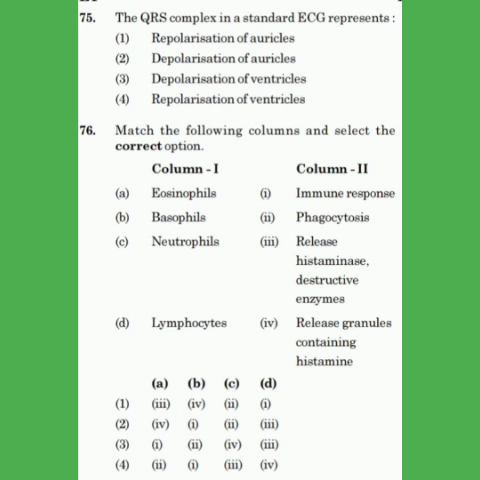 75. The QRS complex in a standard ECG represents :
(1) Repolarisation of auricles
(2) Depolarisation of auricles
(3) Depolarisation of ventricles
(4) Repolarisation of ventricles
76. Match the following columns and select the
correct option.
Column - I Column - II
(a) Eosinophils (i) Immune response
(b) Basophils (ii) Phagocytosis
(c) Neutrophils (iii) Release
histaminase,
destructive
enzymes
(d) Lymphocytes (iv) Release granules
containing
histamine
(a) (b) (c) (d)
(1) (iii) (iv) (ii) (i)
(2) (iv) (i) (ii) (iii)
(3) (i) (ii) (iv) (iii)
(4) (ii) (i) (iii) (iv)